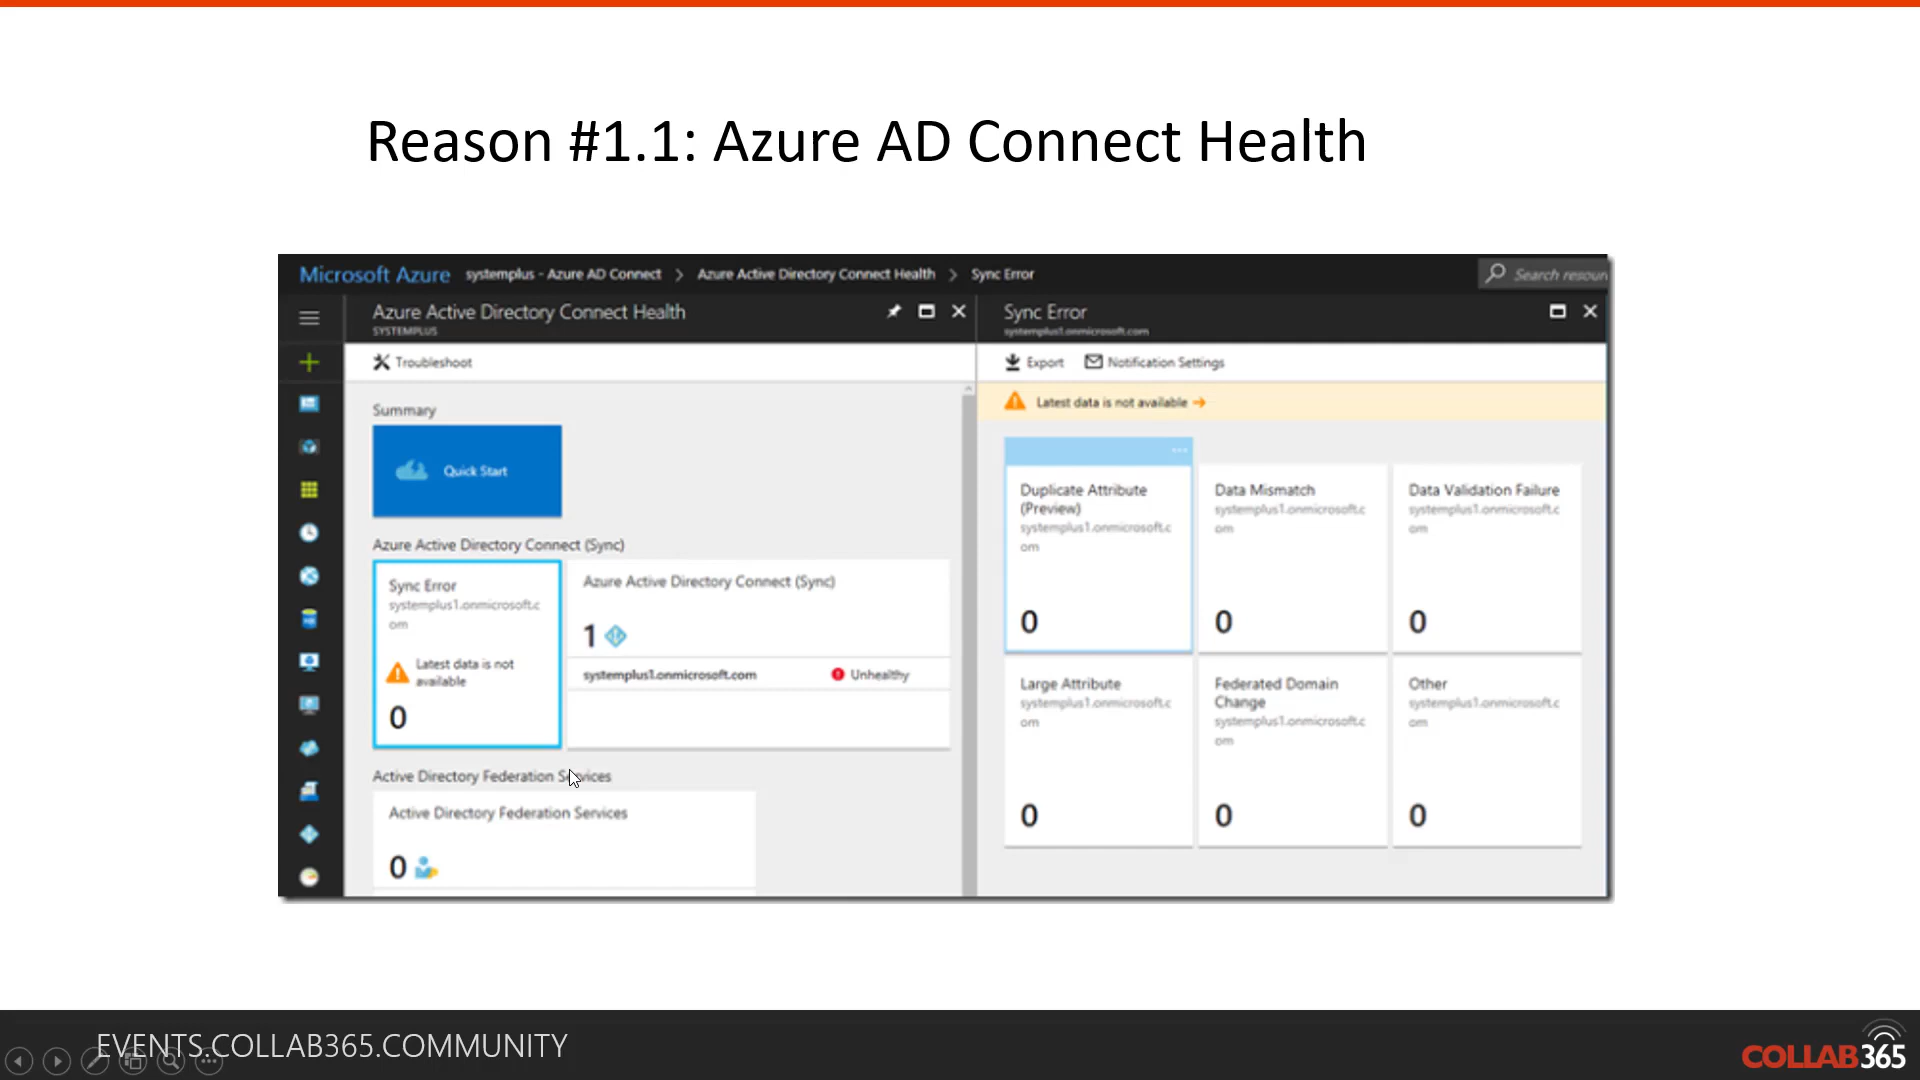 Reason #1.1: Azure AD Connect Health
Microsoft Azure systemplus - Azure AD Connect > Azure Active Directory Connect Health > Sync Error
Search resour
Azure Active Directory Connect Health
SYSTEMPLUS
Troubleshoot
Summary
Quick Start
Azure Active Directory Connect (Sync)
Sync Error
systemplus1.onmicrosoft.c
om
Latest data is not
available
0
Azure Active Directory Connect (Sync)
1
systemplus1.onmicrosoft.com Unhealthy
Active Directory Federation Services
Active Directory Federation Services
0
Sync Error
systemplus1.onmicrosoft.com
Export Notification Settings
Latest data is not available
Duplicate Attribute
(Preview)
systemplus1.onmicrosoft.c
om
0
Data Mismatch
systemplus1.onmicrosoft.c
om
0
Data Validation Failure
systemplus1.onmicrosoft.c
om
0
Large Attribute
systemplus1.onmicrosoft.c
om
0
Federated Domain
Change
systemplus1.onmicrosoft.c
om
0
Other
systemplus1.onmicrosoft.c
om
0
EVENTS.COLLAB365.COMMUNITY
COLLAB365